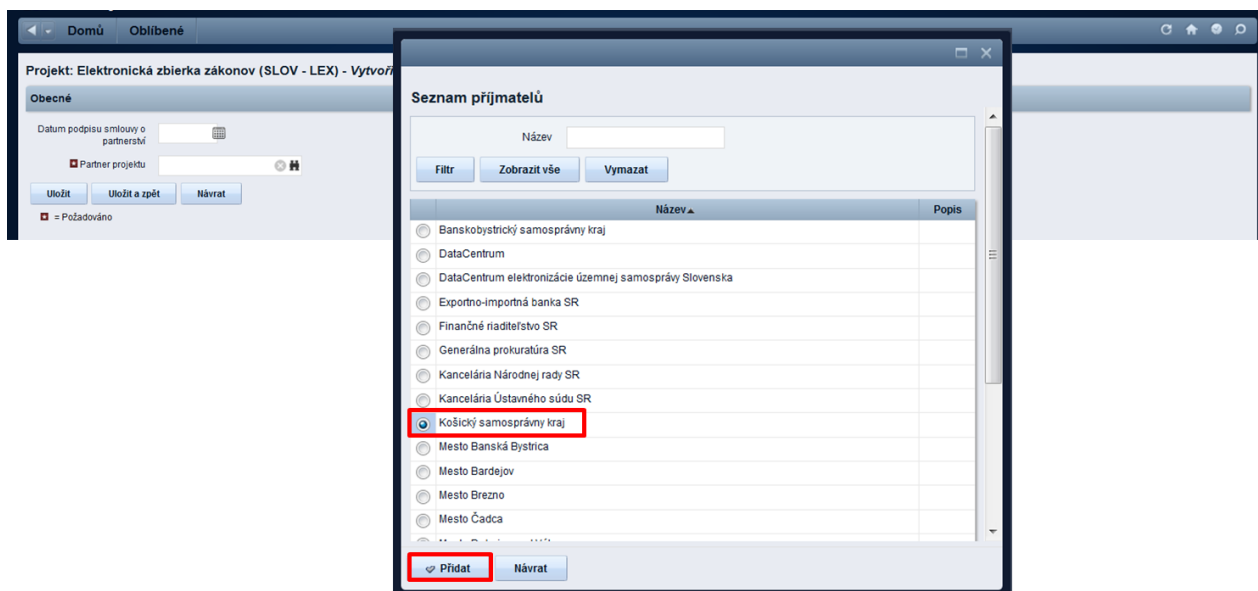 Domů Oblíbené
Projekt: Elektronická zbierka zákonov (SLOV - LEX) - Vytvoři
Obecné
Datum podpisu smlouvy o
partnerství
Partner projektu
Uložit Uložit a zpět Návrat
= Požadováno
Seznam příjmatelů
Název
Filtr Zobrazit vše Vymazat
Název Popis
Banskobystrický samosprávny kraj
DataCentrum
DataCentrum elektronizácie územnej samosprávy Slovenska
Exportno-importná banka SR
Finančné riaditeľstvo SR
Generálna prokuratúra SR
Kancelária Národnej rady SR
Kancelária Ústavného súdu SR
Košický samosprávny kraj
Mesto Banská Bystrica
Mesto Bardejov
Mesto Brezno
Mesto Čadca
Přidat Návrat